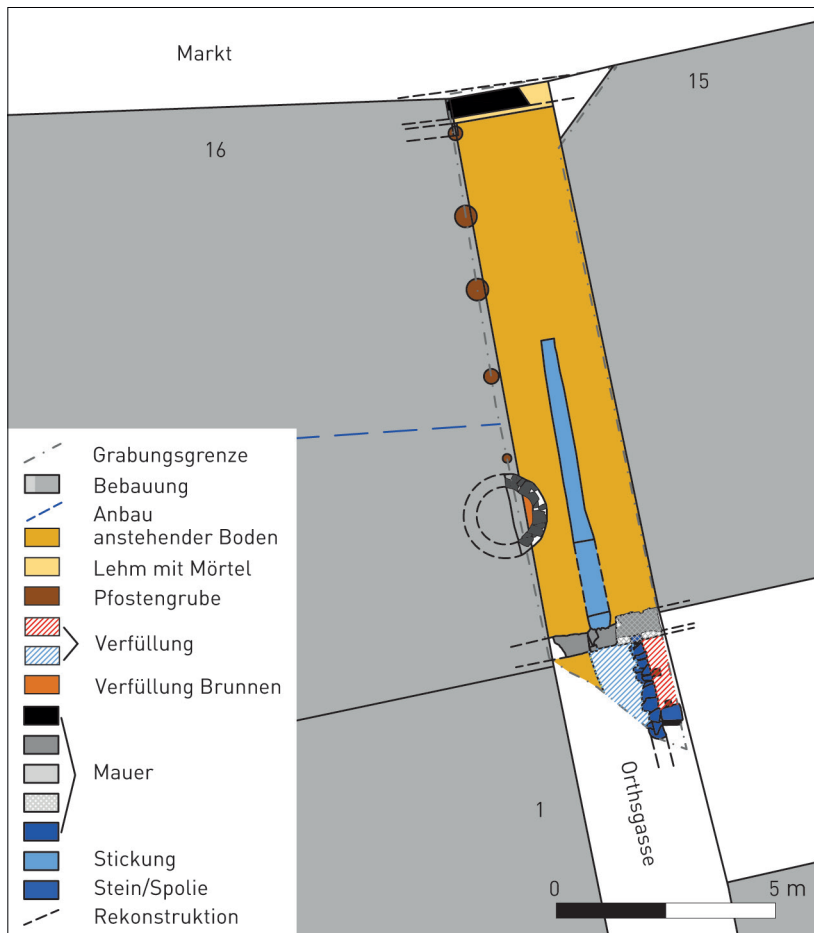 Markt
15
16
Grabungsgrenze
Bebauung
Anbau
anstehender Boden
Lehm mit Mörtel
Pfostengrube
Verfüllung
Verfüllung Brunnen
Mauer
Stickung
Stein/Spolie
Rekonstruktion
1
Orthsgasse
0 5 m